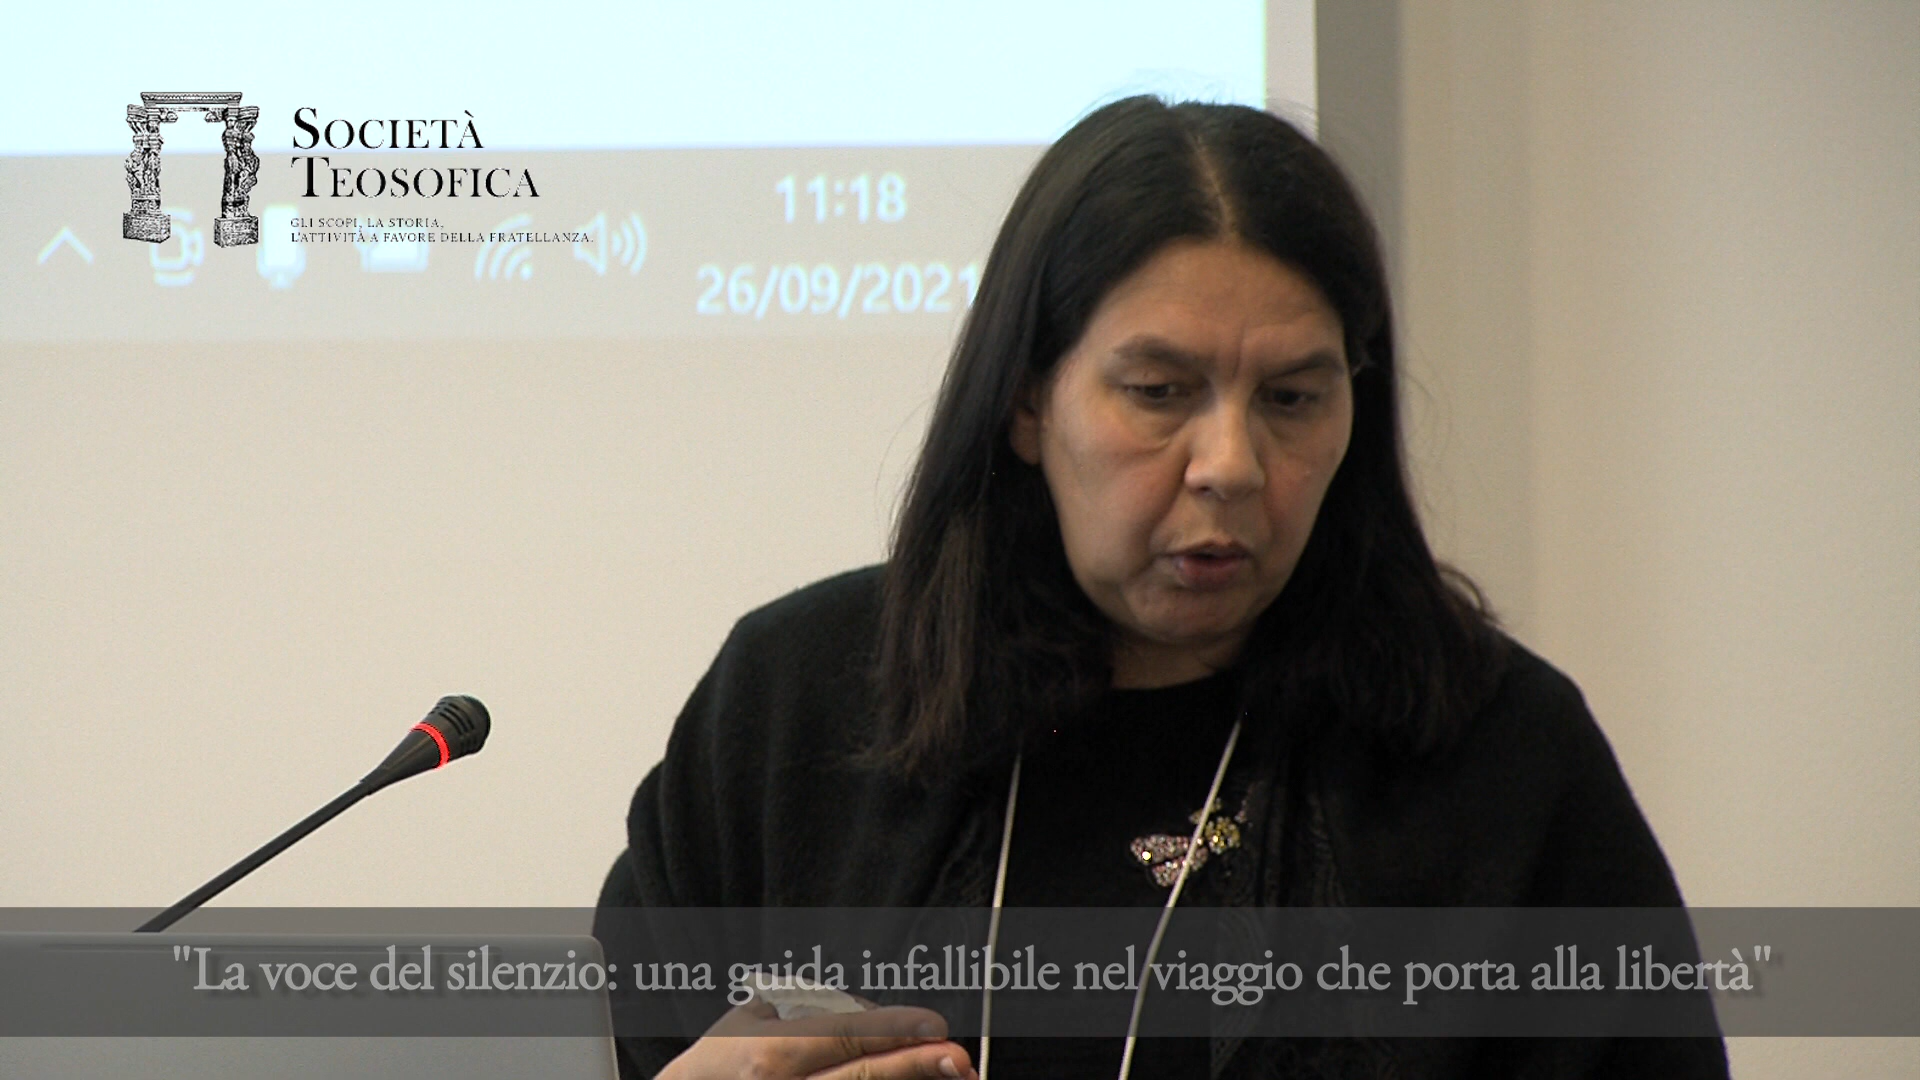 SOCIETÀ
TEOSOFICA
GLI SCOPI, LA STORIA,
L'ATTIVITÀ A FAVORE DELLA FRATELLANZA.
11:18
26/09/2021
"La voce del silenzio: una guida infallibile nel viaggio che porta alla libertà"